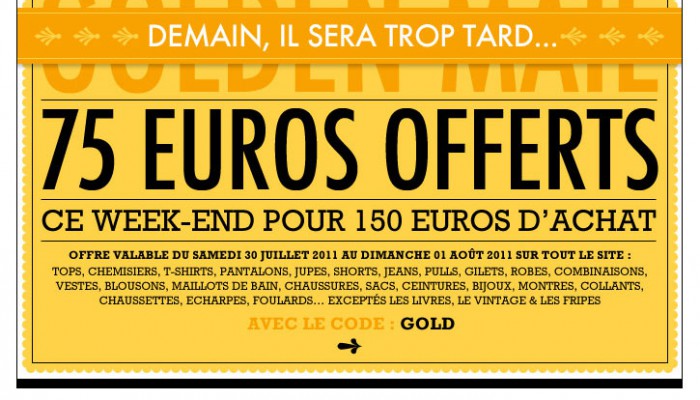 DEMAIN, IL SERA TROP TARD...
GOLDEN MAIL
75 EUROS OFFERTS
CE WEEK-END POUR 150 EUROS D'ACHAT
OFFRE VALABLE DU SAMEDI 30 JUILLET 2011 AU DIMANCHE 01 AOÛT 2011 SUR TOUT LE SITE :
TOPS, CHEMISIERS, T-SHIRTS, PANTALONS, JUPES, SHORTS, JEANS, PULLS, GILETS, ROBES, COMBINAISONS,
VESTES, BLOUSONS, MAILLOTS DE BAIN, CHAUSSURES, SACS, CEINTURES, BIJOUX, MONTRES, COLLANTS,
CHAUSSETTES, ECHARPES, FOULARDS... EXCEPTÉS LES LIVRES, LE VINTAGE & LES FRIPES
AVEC LE CODE : GOLD